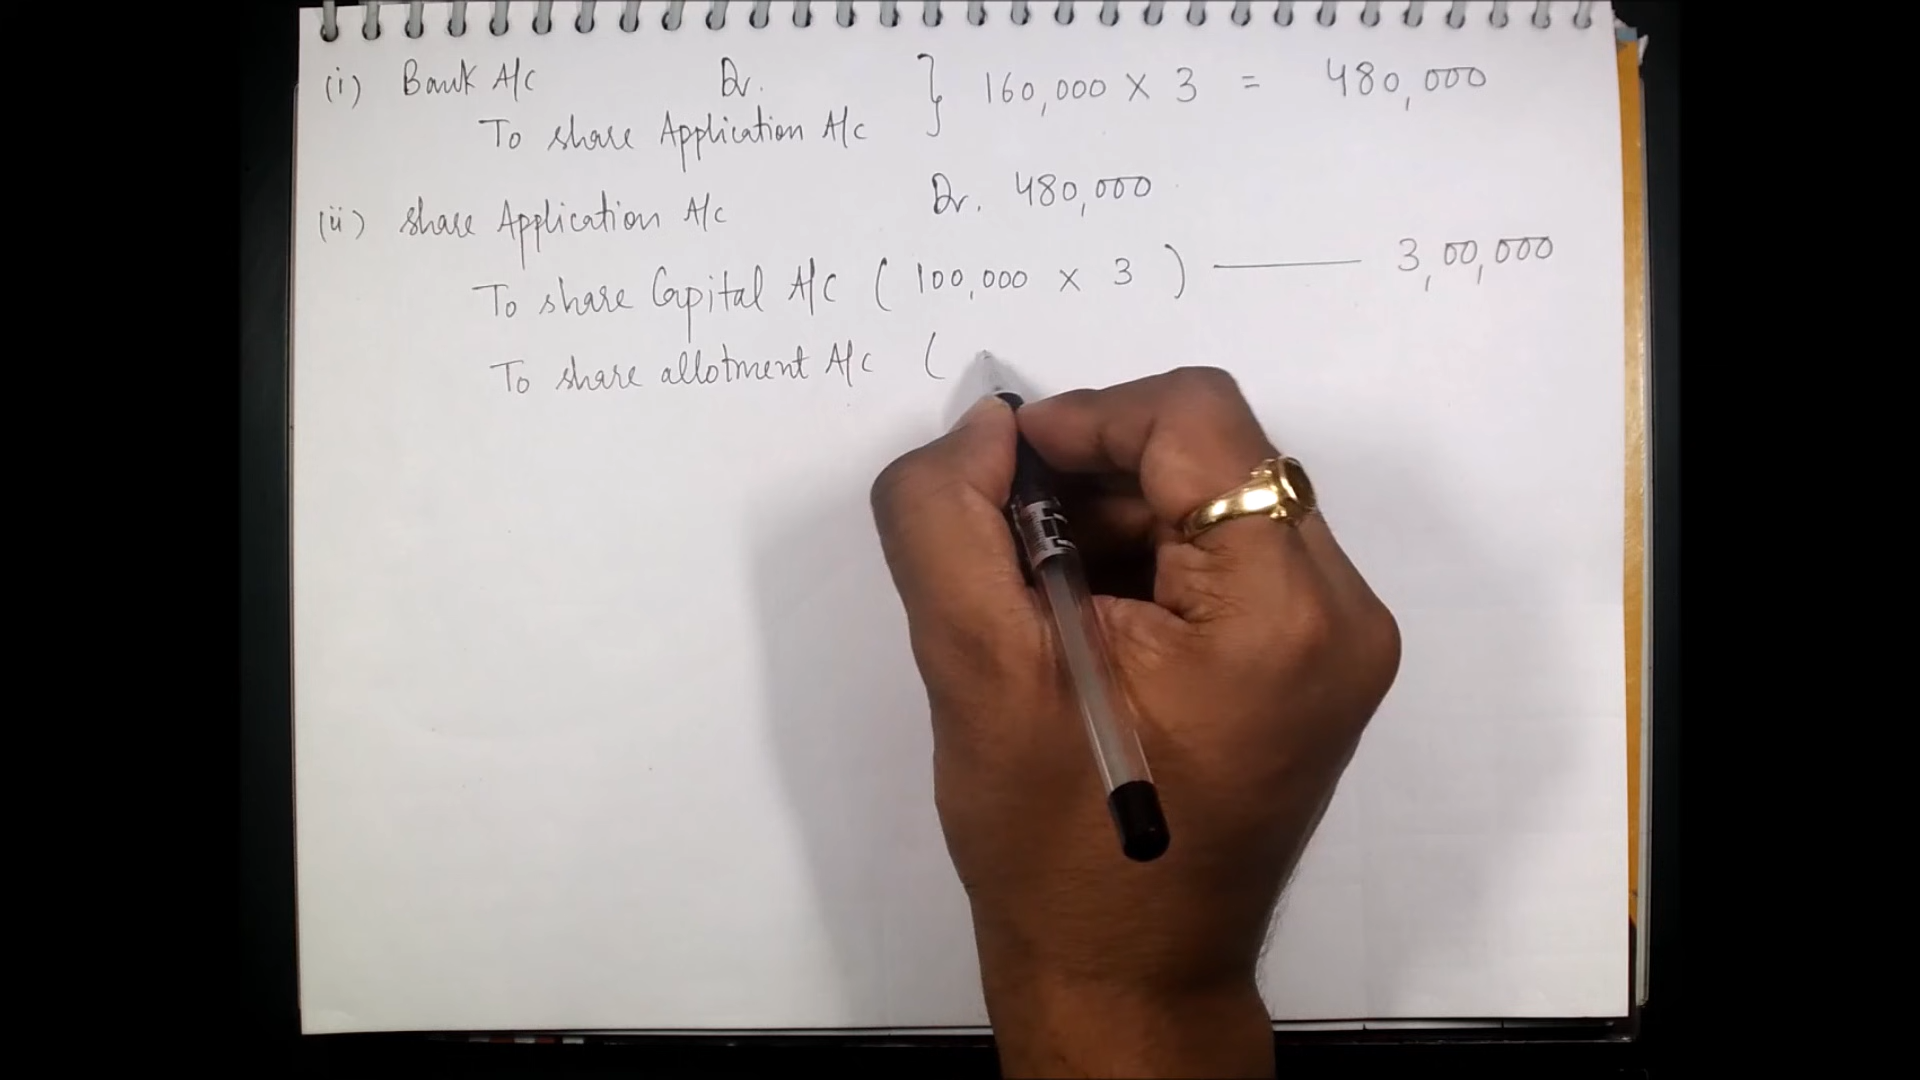 (i) Bank A/c Dr. } 160,000 × 3 = 480,000
To share Application A/c
(ii) share Application A/c Dr. 480,000
To share Capital A/c ( 100,000 × 3 ) —— 3,00,000
To share allotment A/c (